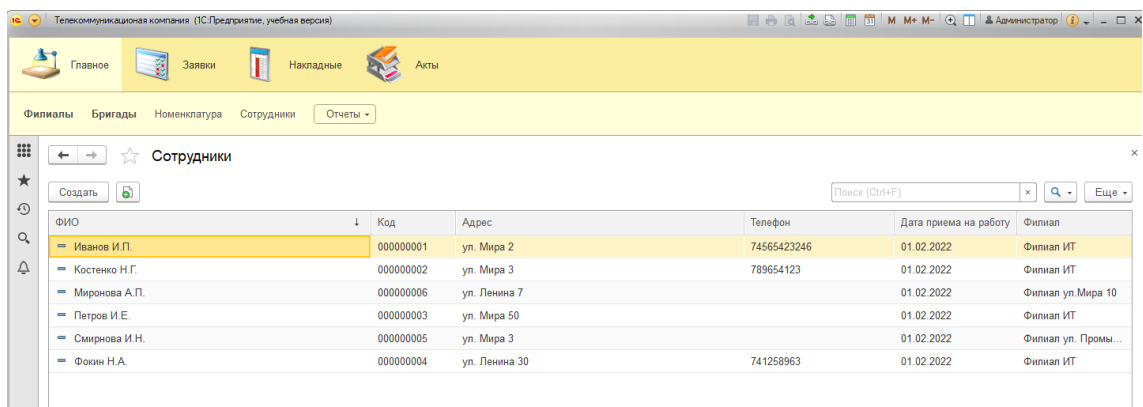 1С Телекоммуникационая компания (1С:Предприятие, учебная версия) 31 M M+ M- Администратор i
Главное Заявки Накладные Акты
Филиалы Бригады Номенклатура Сотрудники Отчеты
Сотрудники
Создать Поиск (Ctrl+F) × Еще
ФИО ↓ Код Адрес Телефон Дата приема на работу Филиал
Иванов И.П. 000000001 ул. Мира 2 74565423246 01.02.2022 Филиал ИТ
Костенко Н.Г. 000000002 ул. Мира 3 789654123 01.02.2022 Филиал ИТ
Миронова А.П. 000000006 ул. Ленина 7 01.02.2022 Филиал ул.Мира 10
Петров И.Е. 000000003 ул. Мира 50 01.02.2022 Филиал ИТ
Смирнова И.Н. 000000005 ул. Мира 3 01.02.2022 Филиал ул. Промы...
Фокин Н.А. 000000004 ул. Ленина 30 741258963 01.02.2022 Филиал ИТ